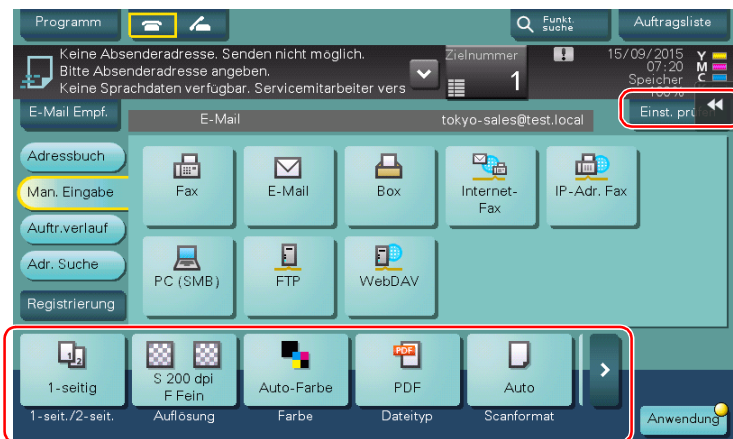 Programm
Funkt.
suche
Auftragsliste
Keine Absenderadresse. Senden nicht möglich.
Bitte Absenderadresse angeben.
Keine Sprachdaten verfügbar. Servicemitarbeiter vers
Zielnummer
1
15/09/2015
07:20
Speicher
100%
Y
M
C
E-Mail Empf.
E-Mail
tokyo-sales@test.local
Einst. prü
Adressbuch
Man. Eingabe
Auftr.verlauf
Adr. Suche
Registrierung
Fax
E-Mail
Box
Internet-
Fax
IP-Adr. Fax
PC (SMB)
FTP
WebDAV
1-seitig
S 200 dpi
F Fein
Auto-Farbe
PDF
PDF
Auto
1-seit./2-seit.
Auflösung
Farbe
Dateityp
Scanformat
Anwendung